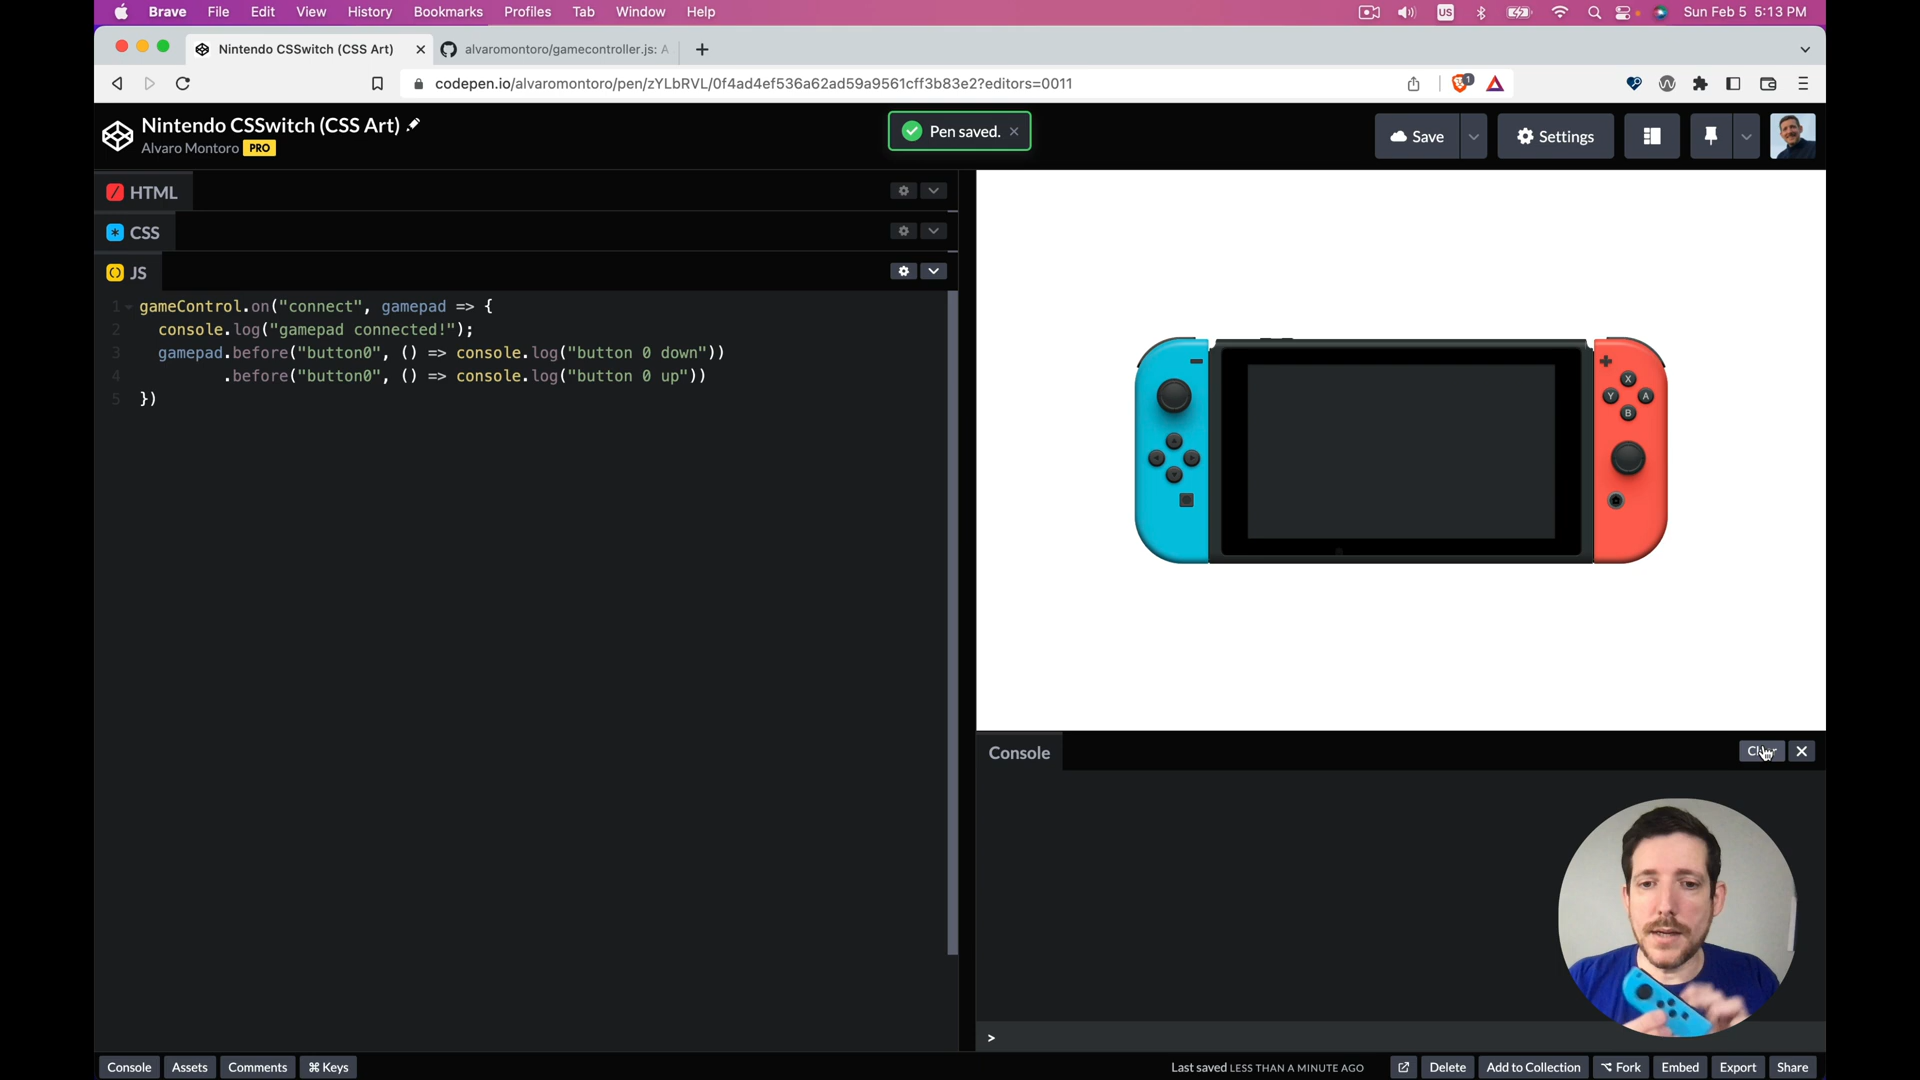 Brave File Edit View History Bookmarks Profiles Tab Window Help US Sun Feb 5 5:13 PM
Nintendo CSSwitch (CSS Art) alvaromontoro/gamecontroller.js: A
codepen.io/alvaromontoro/pen/zYLbRVL/0f4ad4ef536a62ad59a9561cff3b83e2?editors=0011 1
Nintendo CSSwitch (CSS Art)
Alvaro Montoro PRO
Pen saved.
Save Settings
HTML
CSS
JS
1 gameControl.on("connect", gamepad => {
2 console.log("gamepad connected!");
3 gamepad.before("button0", () => console.log("button 0 down"))
4 .before("button0", () => console.log("button 0 up"))
5 })
X
Y A
B
Console
>
Console Assets Comments ⌘ Keys Last saved LESS THAN A MINUTE AGO Delete Add to Collection Fork Embed Export Share